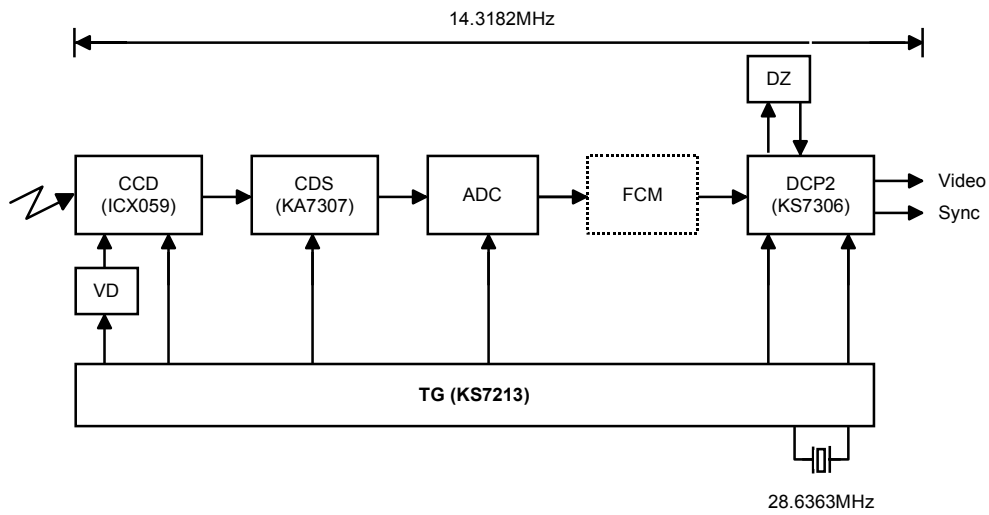 14.3182MHz
DZ
CCD
(ICX059)
CDS
(KA7307)
ADC
FCM
DCP2
(KS7306)
Video
Sync
VD
TG (KS7213)
28.6363MHz